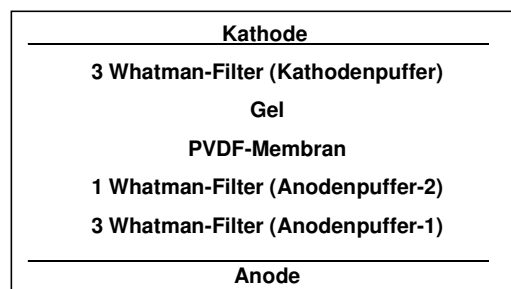 Kathode
3 Whatman-Filter (Kathodenpuffer)
Gel
PVDF-Membran
1 Whatman-Filter (Anodenpuffer-2)
3 Whatman-Filter (Anodenpuffer-1)
Anode